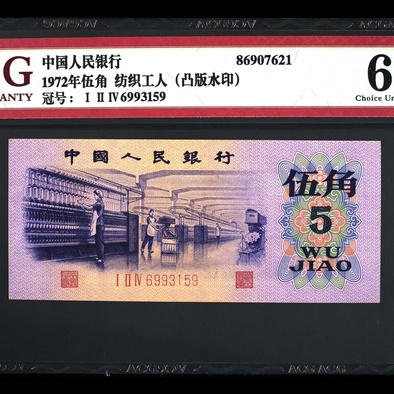 G
ANTY
中国人民银行
86907621
1972年伍角 纺织工人（凸版水印）
冠号： Ⅰ Ⅱ Ⅳ 6993159
6
Choice Un
中國人民銀行
伍角
5
WU
JIAO
Ⅰ Ⅱ Ⅳ 6993159